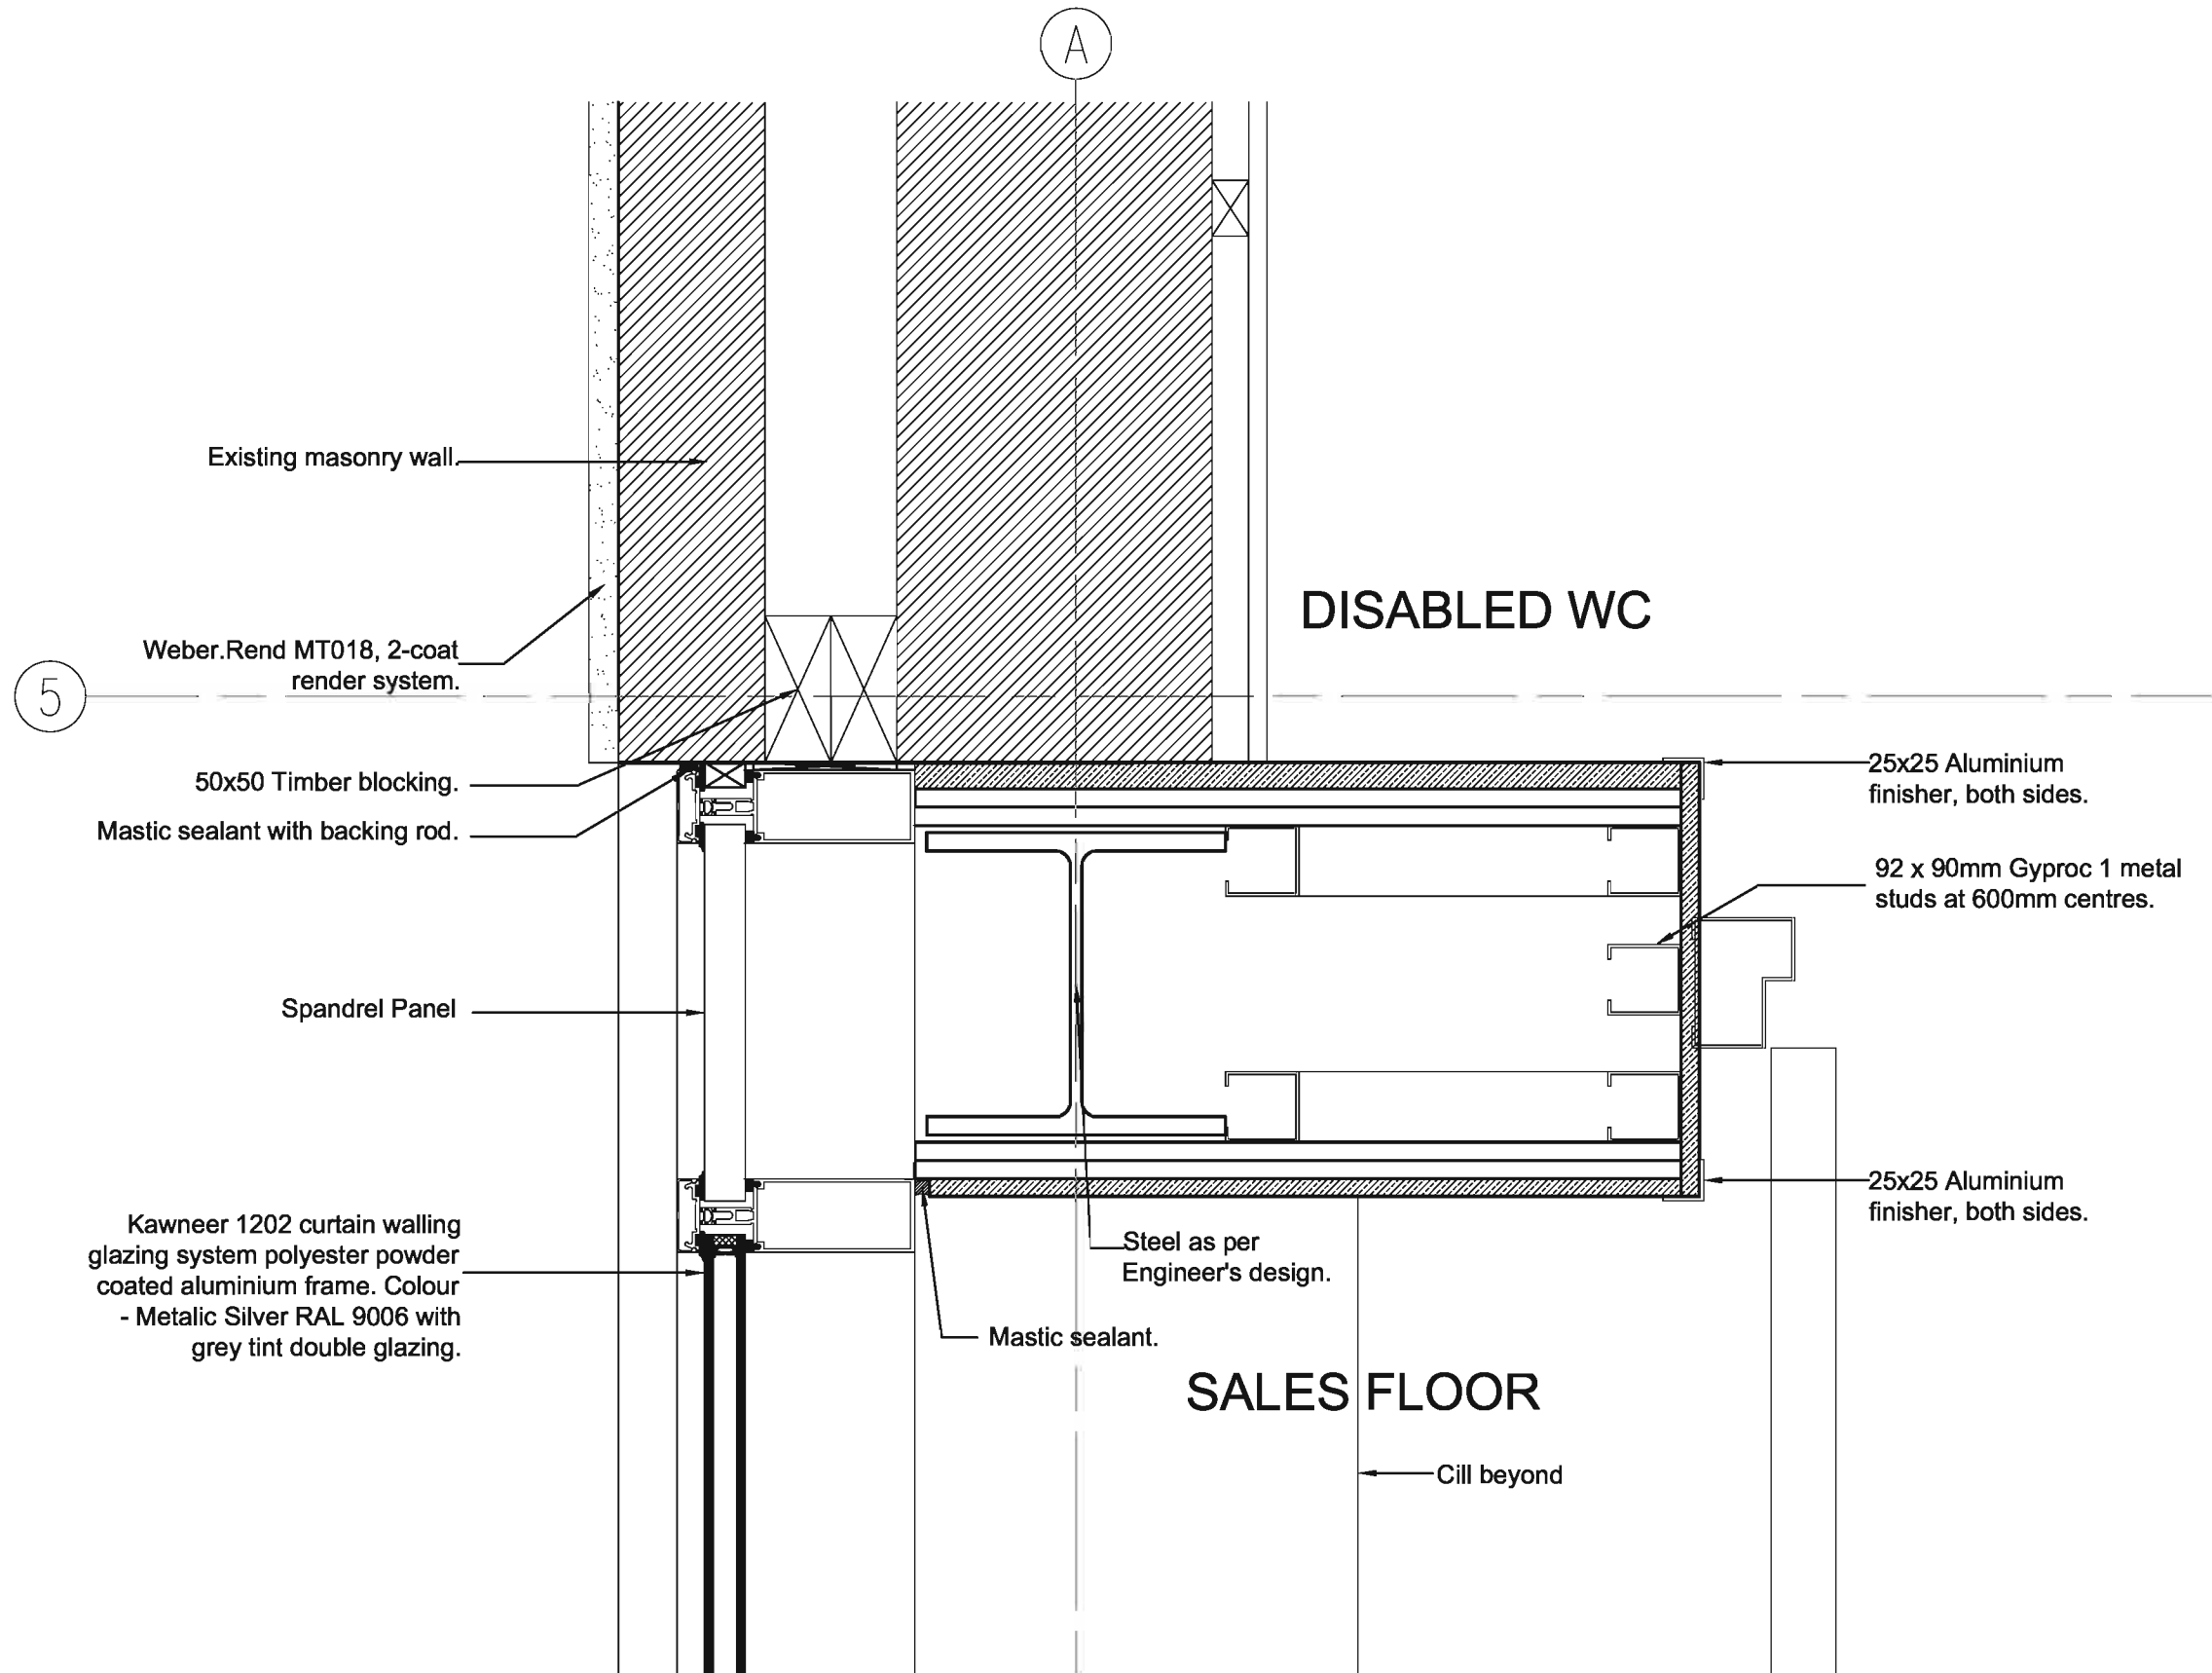 A
Existing masonry wall.
DISABLED WC
Weber.Rend MT018, 2-coat
render system.
5
50x50 Timber blocking.
Mastic sealant with backing rod.
25x25 Aluminium
finisher, both sides.
92 x 90mm Gyproc 1 metal
studs at 600mm centres.
Spandrel Panel
25x25 Aluminium
finisher, both sides.
Kawneer 1202 curtain walling
glazing system polyester powder
coated aluminium frame. Colour
- Metalic Silver RAL 9006 with
grey tint double glazing.
Steel as per
Engineer's design.
Mastic sealant.
SALES FLOOR
Cill beyond